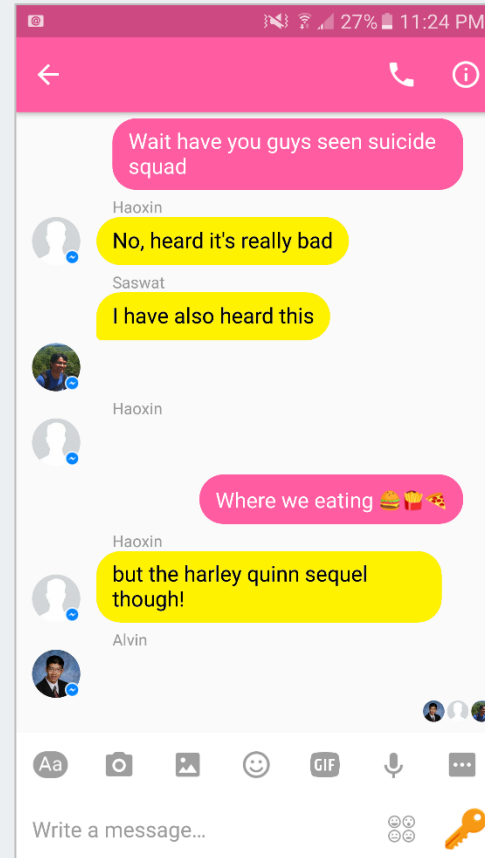 27% 11:24 PM
Wait have you guys seen suicide
squad
Haoxin
No, heard it's really bad
Saswat
I have also heard this
Haoxin
Where we eating 🍔🍟🍕
Haoxin
but the harley quinn sequel
though!
Alvin
Aa
GIF
Write a message...